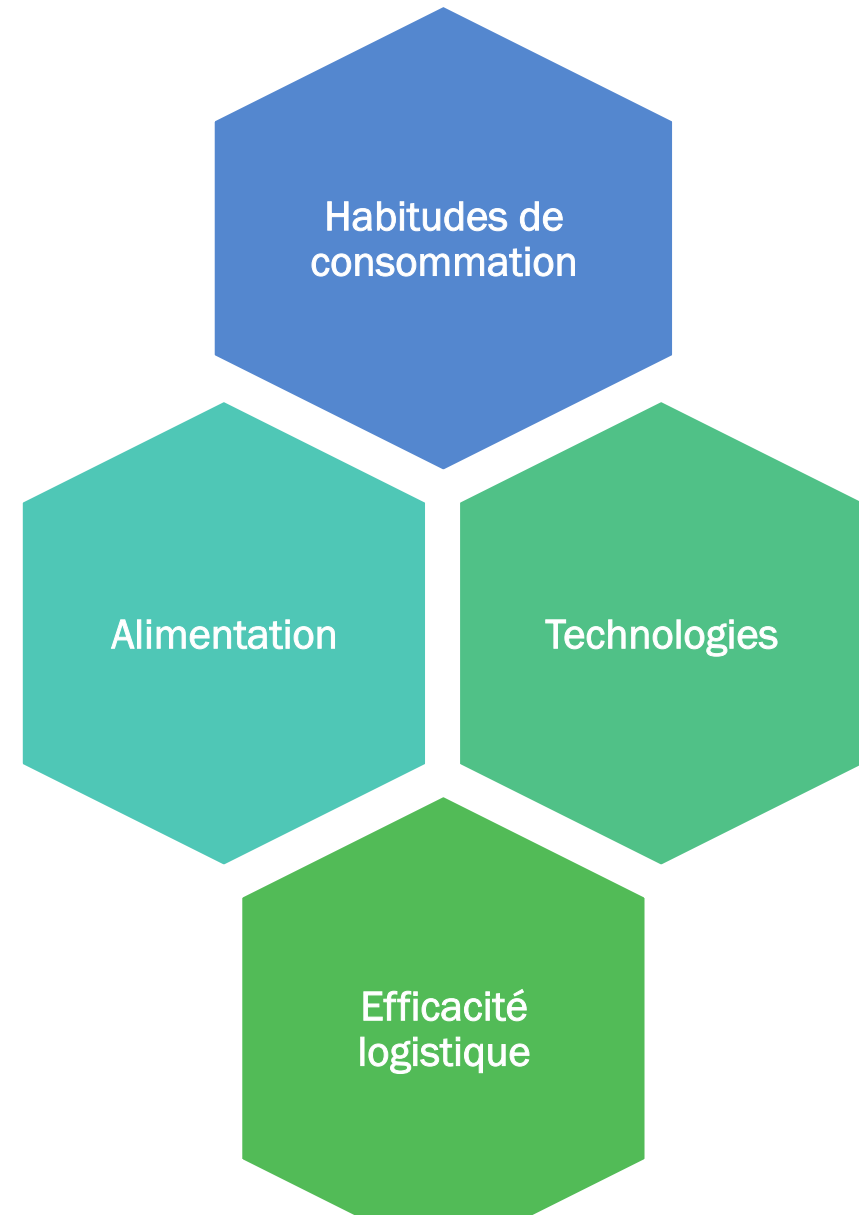 Habitudes de
consommation
Alimentation
Technologies
Efficacité
logistique